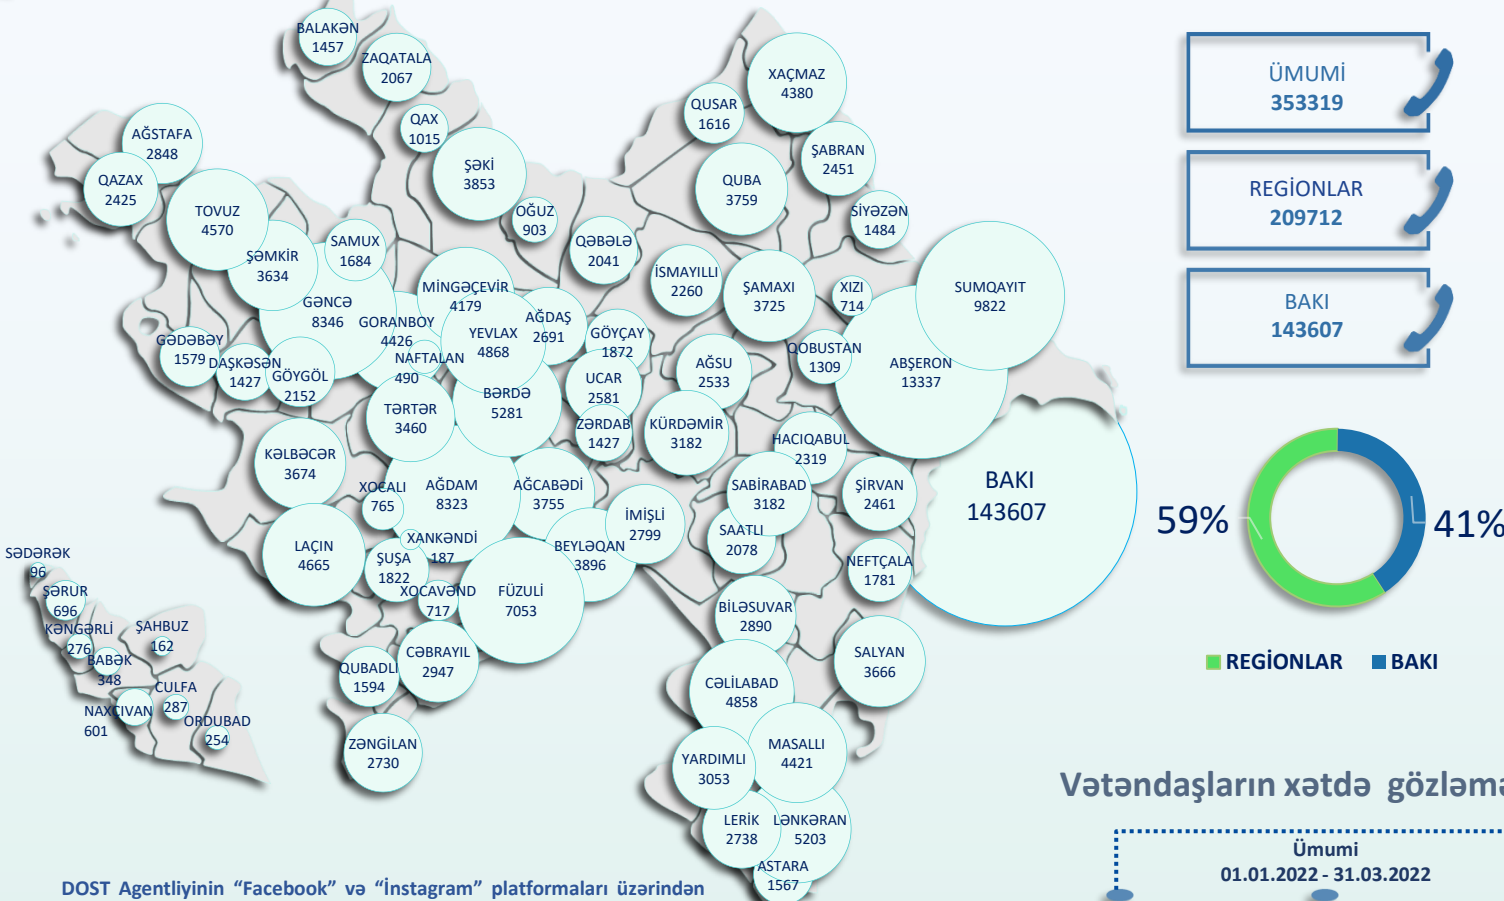 BALAKƏN
1457
ZAQATALA
2067
QAX
1015
ŞƏKİ
3853
OĞUZ
903
QƏBƏLƏ
2041
AĞSTAFA
2848
QAZAX
2425
TOVUZ
4570
ŞƏMKİR
3634
SAMUX
1684
GƏNCƏ
8346
GORANBOY
4426
NAFTALAN
490
MİNGƏÇEVİR
4179
YEVLAX
4868
AĞDAŞ
2691
GÖYÇAY
1872
GƏDƏBƏY
1579
DAŞKƏSƏN
1427
GÖYGÖL
2152
TƏRTƏR
3460
BƏRDƏ
5281
UCAR
2581
ZƏRDAB
1427
XAÇMAZ
4380
QUSAR
1616
ŞABRAN
2451
QUBA
3759
SİYƏZƏN
1484
İSMAYILLI
2260
ŞAMAXI
3725
XIZI
714
SUMQAYIT
9822
QOBUSTAN
1309
ABŞERON
13337
AĞSU
2533
KÜRDƏMİR
3182
HACIQABUL
2319
SABİRABAD
3182
ŞİRVAN
2461
BAKI
143607
KƏLBƏCƏR
3674
XOCALI
765
AĞDAM
8323
AĞCABƏDİ
3755
İMİŞLİ
2799
SAATLI
2078
BEYLƏQAN
3896
LAÇIN
4665
XANKƏNDİ
187
ŞUŞA
1822
XOCAVƏND
717
FÜZULİ
7053
NEFTÇALA
1781
BİLƏSUVAR
2890
SALYAN
3666
CƏBRAYIL
2947
QUBADLI
1594
ZƏNGİLAN
2730
CƏLİLABAD
4858
MASALLI
4421
YARDIMLI
3053
LERİK
2738
LƏNKƏRAN
5203
ASTARA
1567
SƏDƏRƏK
96
ŞƏRUR
696
KƏNGƏRLİ
276
ŞAHBUZ
162
BABƏK
348
CULFA
287
NAXÇIVAN
601
ORDUBAD
254
ÜMUMİ
353319
REGİONLAR
209712
BAKI
143607
59%
41%
REGİONLAR
BAKI
Vətəndaşların xətdə gözləmə
Ümumi
01.01.2022 - 31.03.2022
DOST Agentliyinin “Facebook” və “İnstagram” platformaları üzərindən